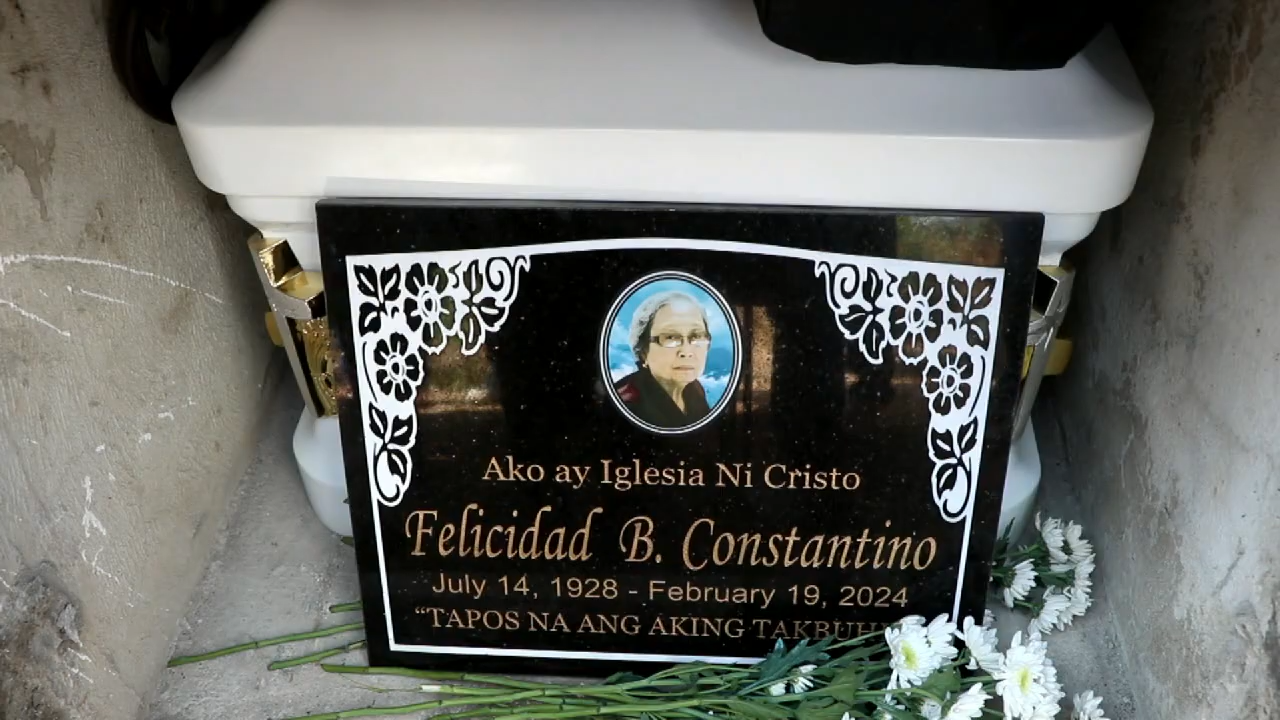 Ako ay Iglesia Ni Cristo
Felicidad B. Constantino
July 14, 1928 - February 19, 2024
“TAPOS NA ANG AKING